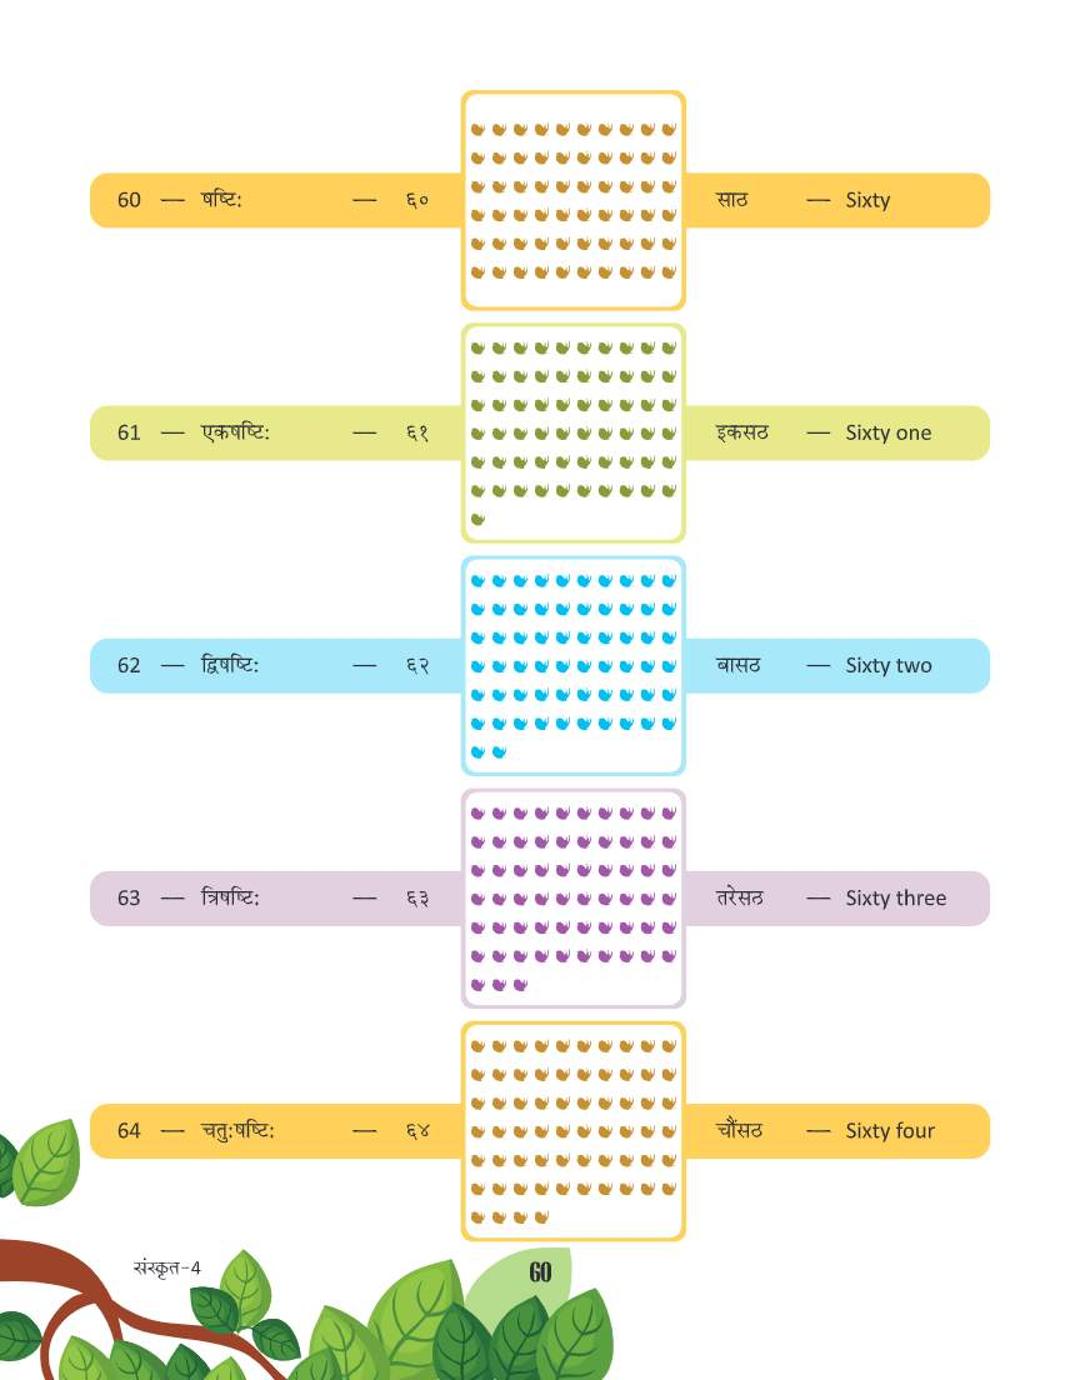 60 — षष्टि: — ६० साठ — Sixty
61 — एकषष्टि: — ६१ इकसठ — Sixty one
62 — द्विषष्टि: — ६२ बासठ — Sixty two
63 — त्रिषष्टि: — ६३ तरेसठ — Sixty three
64 — चतु:षष्टि: — ६४ चौंसठ — Sixty four
संस्कृत-4 60